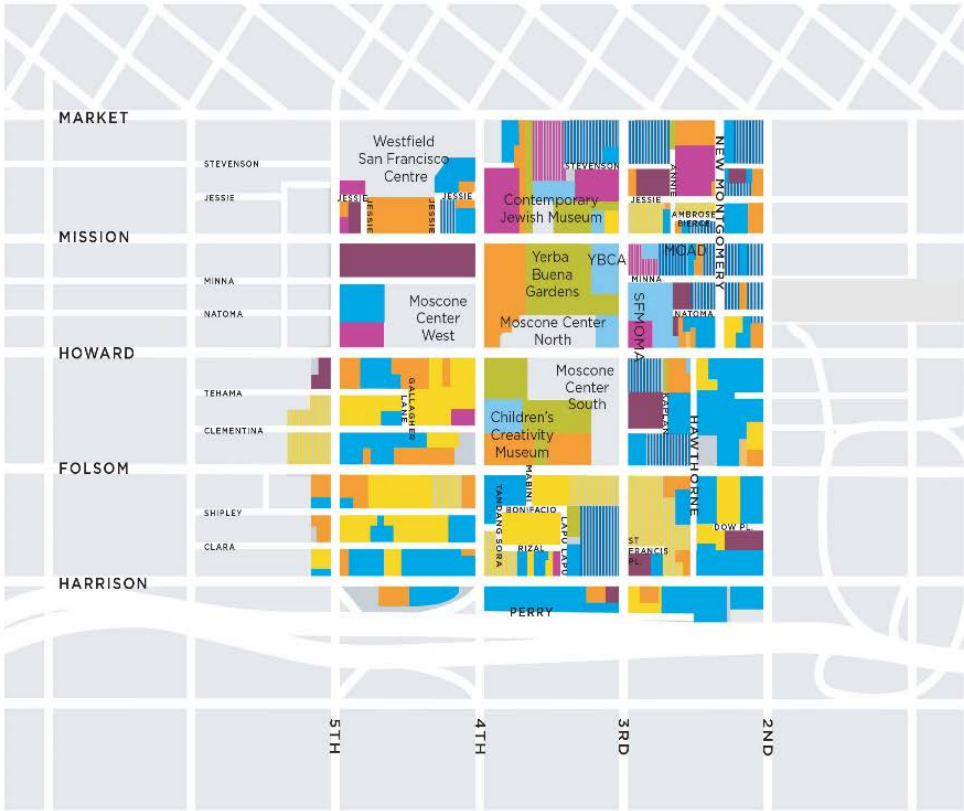 MARKET
Westfield
San Francisco
Centre
STEVENSON
STEVENSON
JESSIE
JESSIE
JESSIE
JESSIE
JESSIE
Contemporary
Jewish Museum
ANNIE
JESSIE
AMBROSE
BIERCE
NEW MONTGOMERY
MISSION
Yerba
Buena
Gardens
YBCA
MOAD
MINNA
MINNA
NATOMA
Moscone
Center
West
Moscone Center
North
SFMOMA
NATOMA
HOWARD
Moscone
Center
South
TEHAMA
GALLAGHER
LANE
Children's
Creativity
Museum
KAPLAN
HAWTHORNE
CLEMENTINA
FOLSOM
MABINI
TANDANG SORA
BONIFACIO
LAPU LAPU
RIZAL
SHIPLEY
CLARA
ST
FRANCIS
PL.
DOW PL.
HARRISON
PERRY
5TH
4TH
3RD
2ND